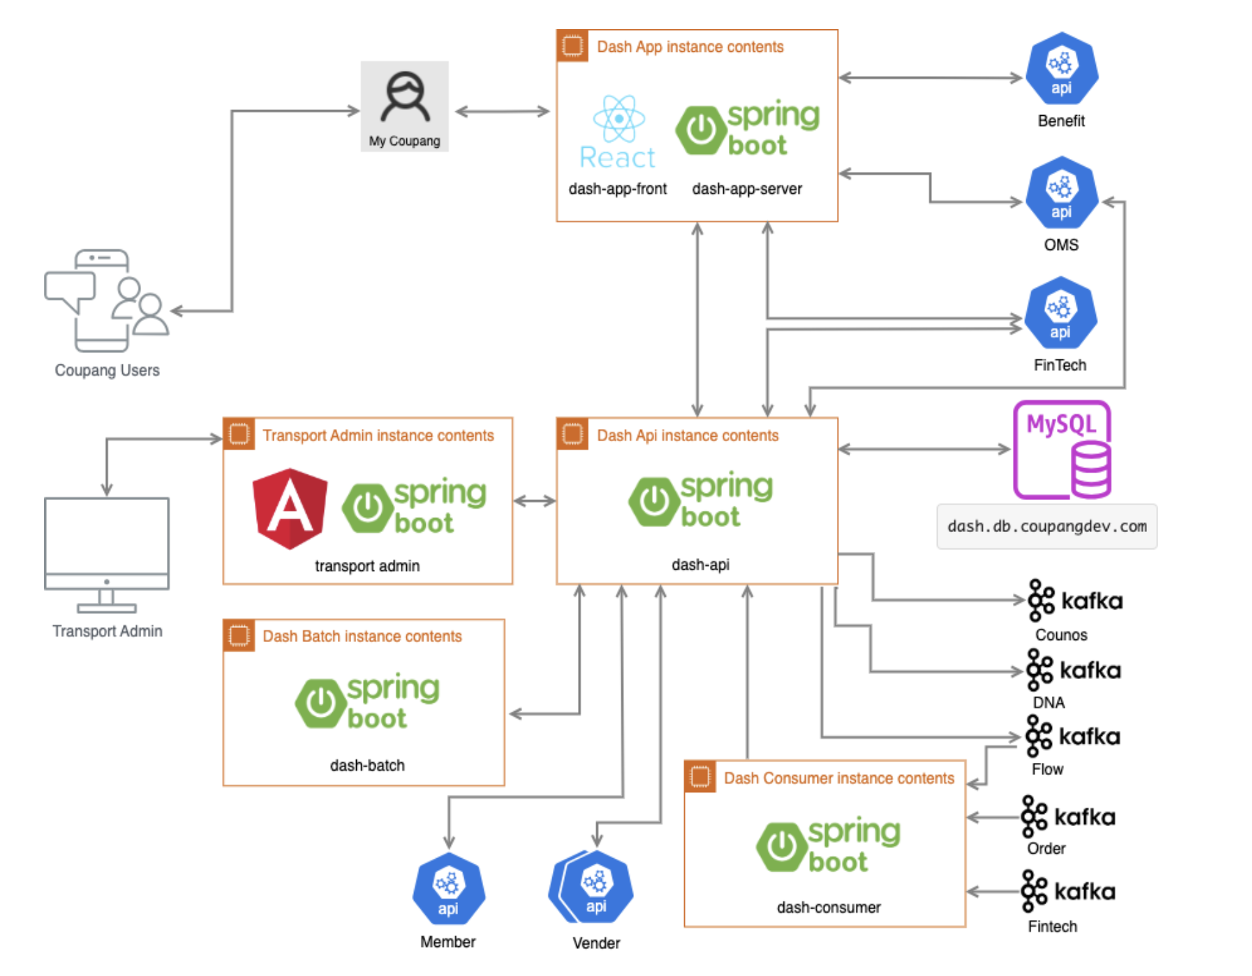 Dash App instance contents
My Coupang
React
spring
boot
dash-app-front
dash-app-server
api
Benefit
api
OMS
api
FinTech
Coupang Users
Transport Admin instance contents
spring
boot
transport admin
Dash Api instance contents
spring
boot
dash-api
MySQL
dash.db.coupangdev.com
Transport Admin
Dash Batch instance contents
spring
boot
dash-batch
kafka
Counos
kafka
DNA
kafka
Flow
Dash Consumer instance contents
spring
boot
dash-consumer
kafka
Order
kafka
Fintech
api
Member
api
Vender